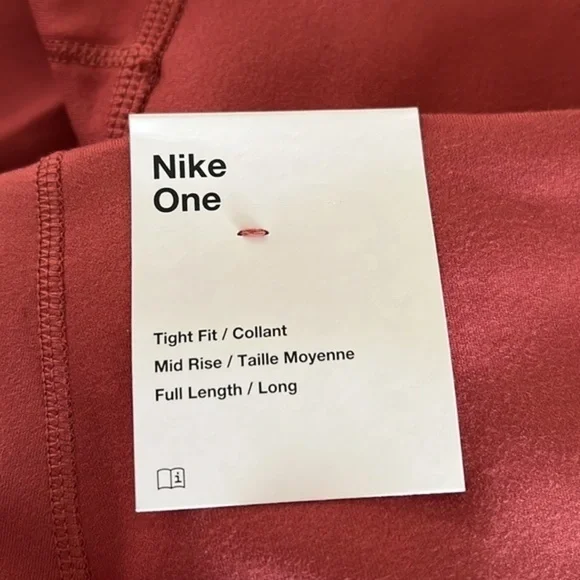 Nike
One
Tight Fit / Collant
Mid Rise / Taille Moyenne
Full Length / Long
i